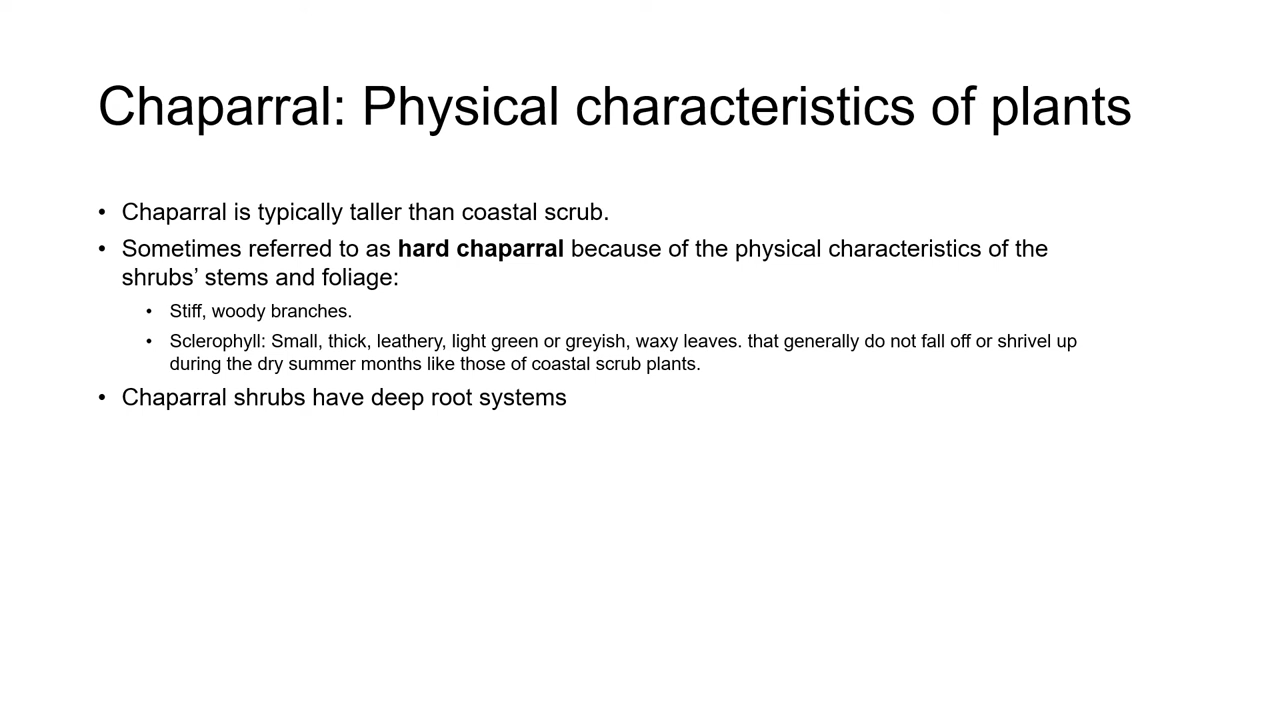 Chaparral: Physical characteristics of plants
• Chaparral is typically taller than coastal scrub.
• Sometimes referred to as hard chaparral because of the physical characteristics of the
shrubs’ stems and foliage:
• Stiff, woody branches.
• Sclerophyll: Small, thick, leathery, light green or greyish, waxy leaves. that generally do not fall off or shrivel up
during the dry summer months like those of coastal scrub plants.
• Chaparral shrubs have deep root systems